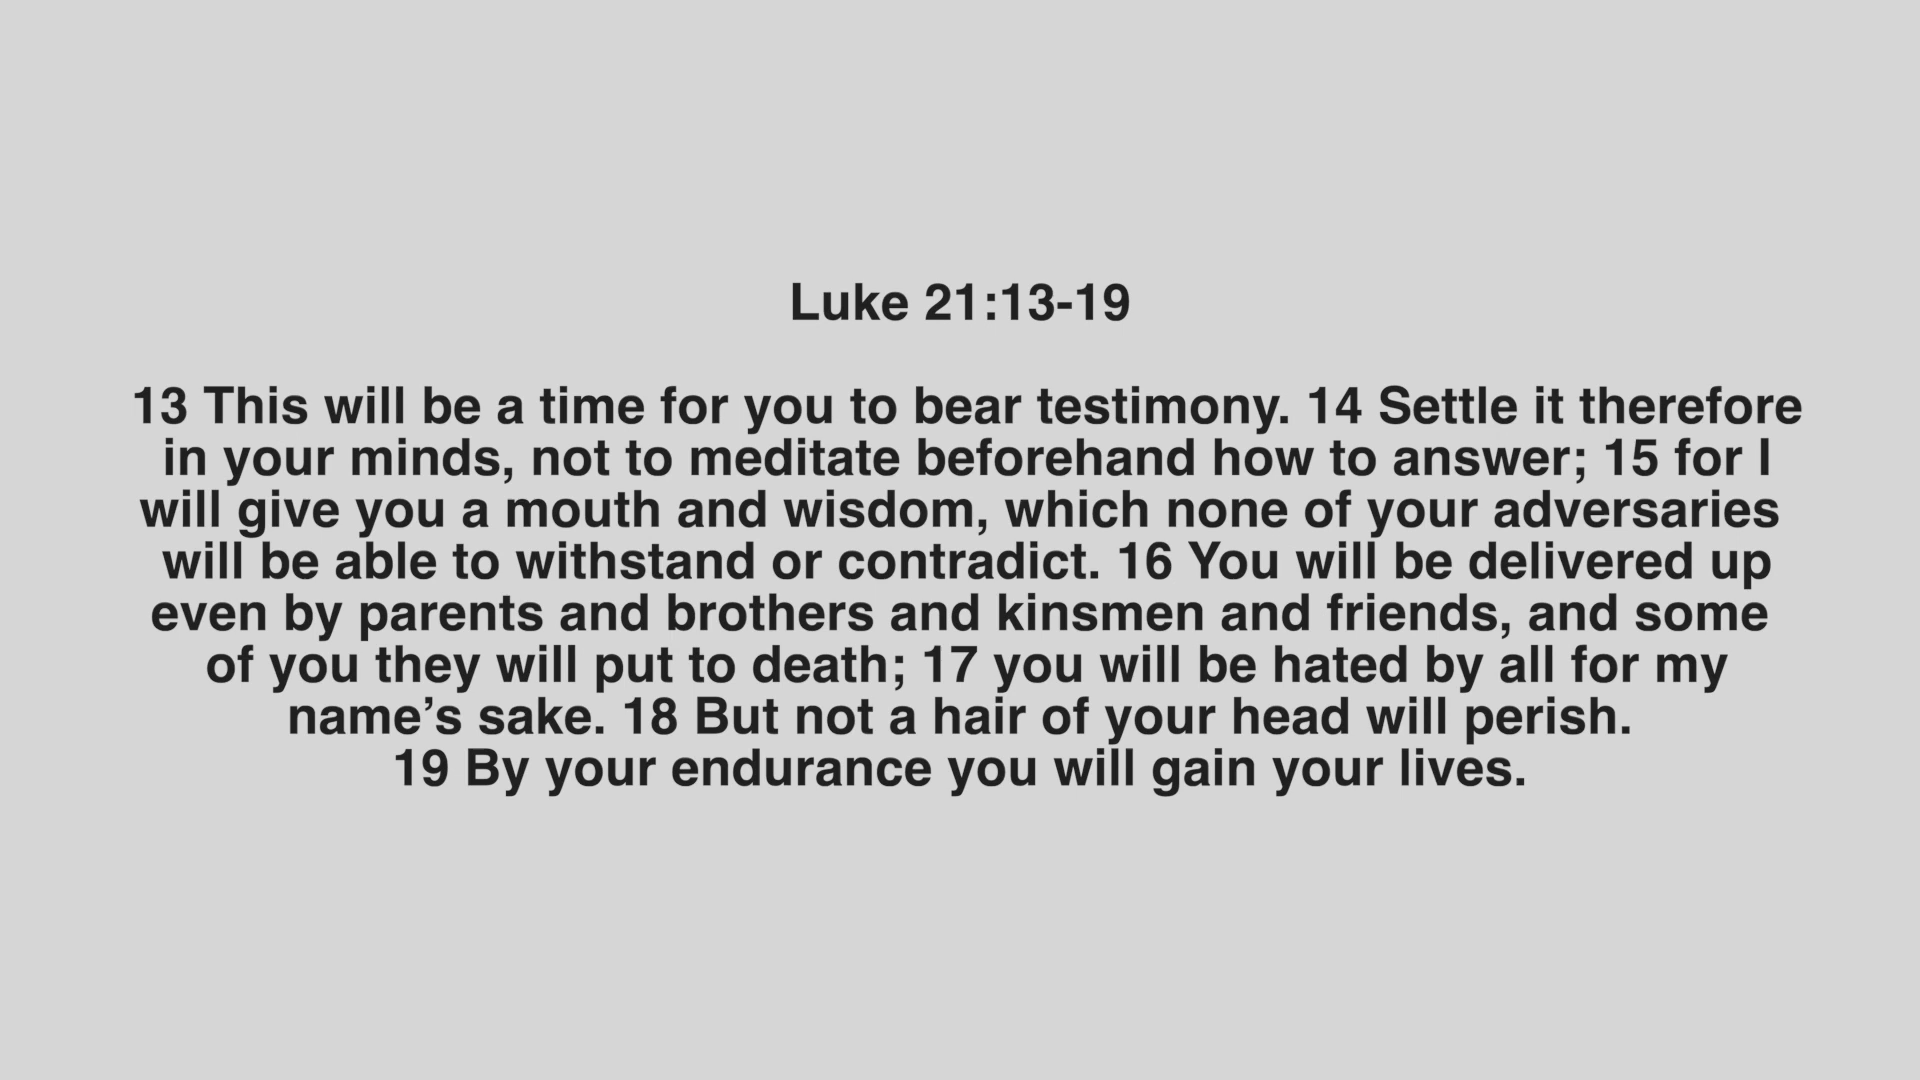 Luke 21:13-19
13 This will be a time for you to bear testimony. 14 Settle it therefore
in your minds, not to meditate beforehand how to answer; 15 for I
will give you a mouth and wisdom, which none of your adversaries
will be able to withstand or contradict. 16 You will be delivered up
even by parents and brothers and kinsmen and friends, and some
of you they will put to death; 17 you will be hated by all for my
name’s sake. 18 But not a hair of your head will perish.
19 By your endurance you will gain your lives.